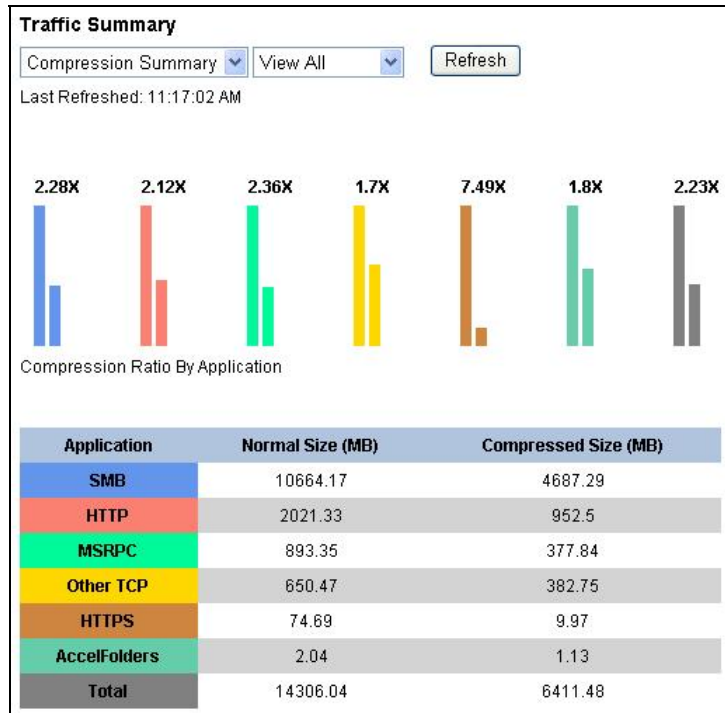 Traffic Summary
Compression Summary View All Refresh
Last Refreshed: 11:17:02 AM
2.28X 2.12X 2.36X 1.7X 7.49X 1.8X 2.23X
Compression Ratio By Application
Application Normal Size (MB) Compressed Size (MB)
SMB 10664.17 4687.29
HTTP 2021.33 952.5
MSRPC 893.35 377.84
Other TCP 650.47 382.75
HTTPS 74.69 9.97
AccelFolders 2.04 1.13
Total 14306.04 6411.48